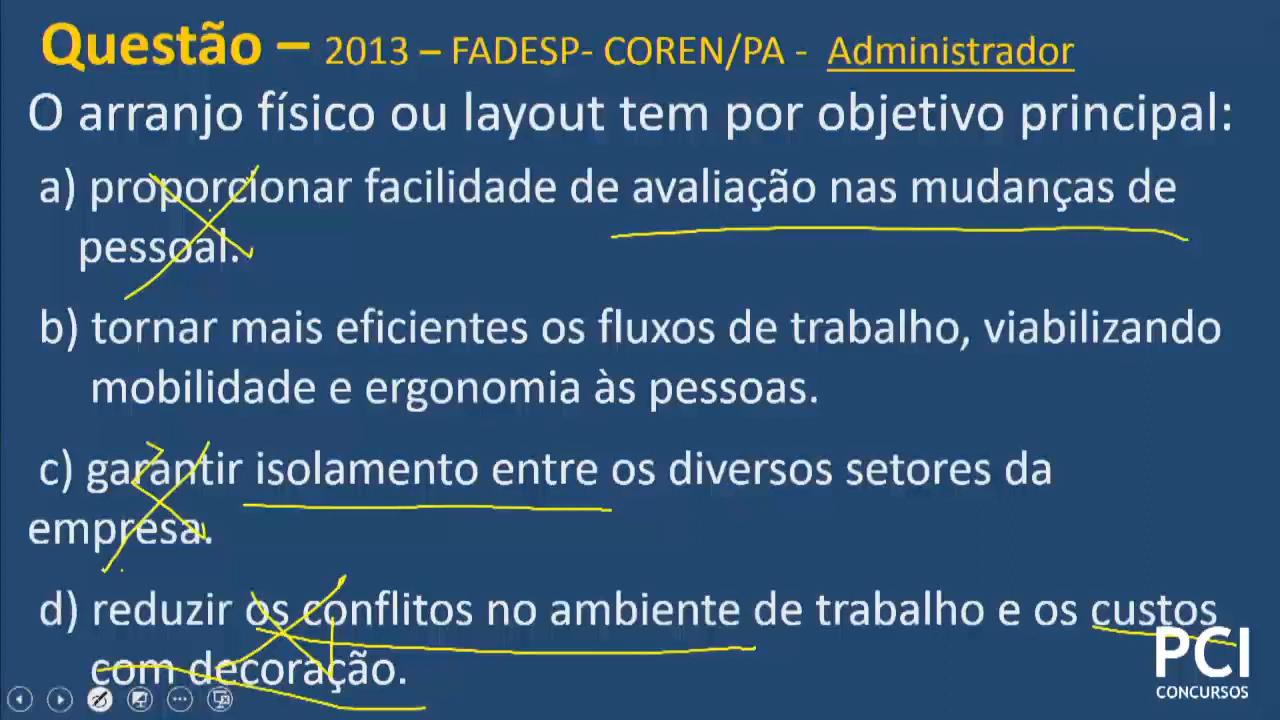 Questão – 2013 – FADESP- COREN/PA - Administrador
O arranjo físico ou layout tem por objetivo principal:
a) proporcionar facilidade de avaliação nas mudanças de
pessoal.
b) tornar mais eficientes os fluxos de trabalho, viabilizando
mobilidade e ergonomia às pessoas.
c) garantir isolamento entre os diversos setores da
empresa.
d) reduzir os conflitos no ambiente de trabalho e os custos
com decoração.
PCI
CONCURSOS